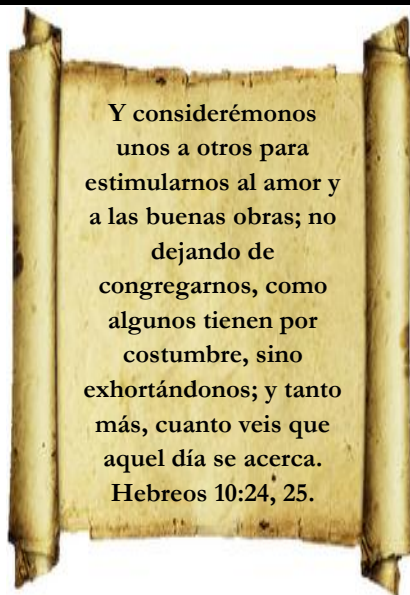 Y considerémonos
unos a otros para
estimularnos al amor y
a las buenas obras; no
dejando de
congregarnos, como
algunos tienen por
costumbre, sino
exhortándonos; y tanto
más, cuanto veis que
aquel día se acerca.
Hebreos 10:24, 25.